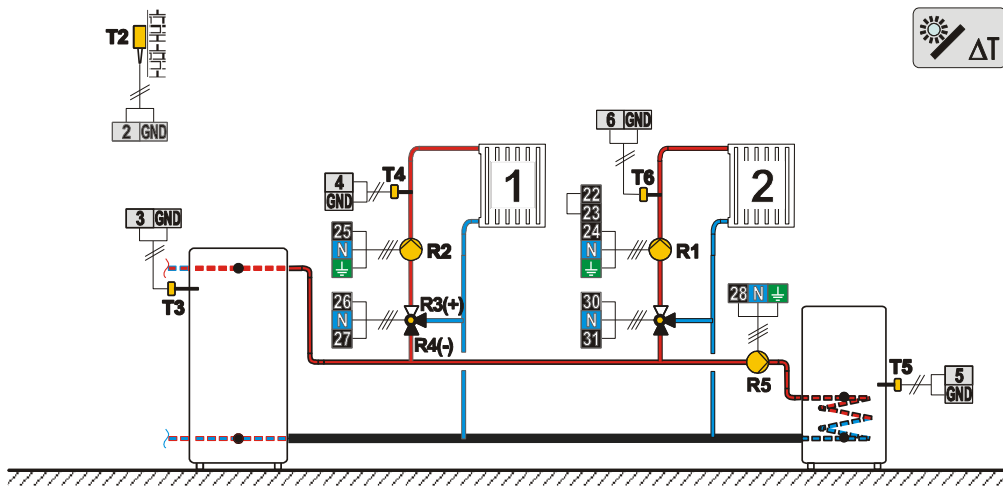 T2
ΔT
2 GND
6 GND
4
GND
T4
1
T6
2
22
23
3 GND
25
N
R2
24
N
R1
T3
26
N
27
R3(+)
R4(-)
30
N
31
28 N
R5
T5
5
GND